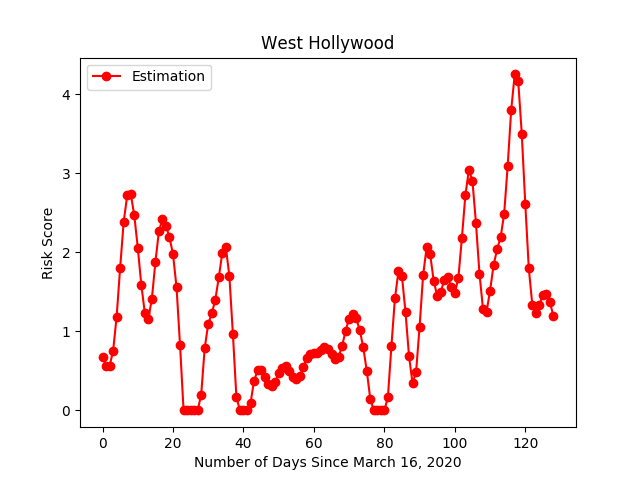 West Hollywood
Estimation
Risk Score
4
3
2
1
0
0 20 40 60 80 100 120
Number of Days Since March 16, 2020